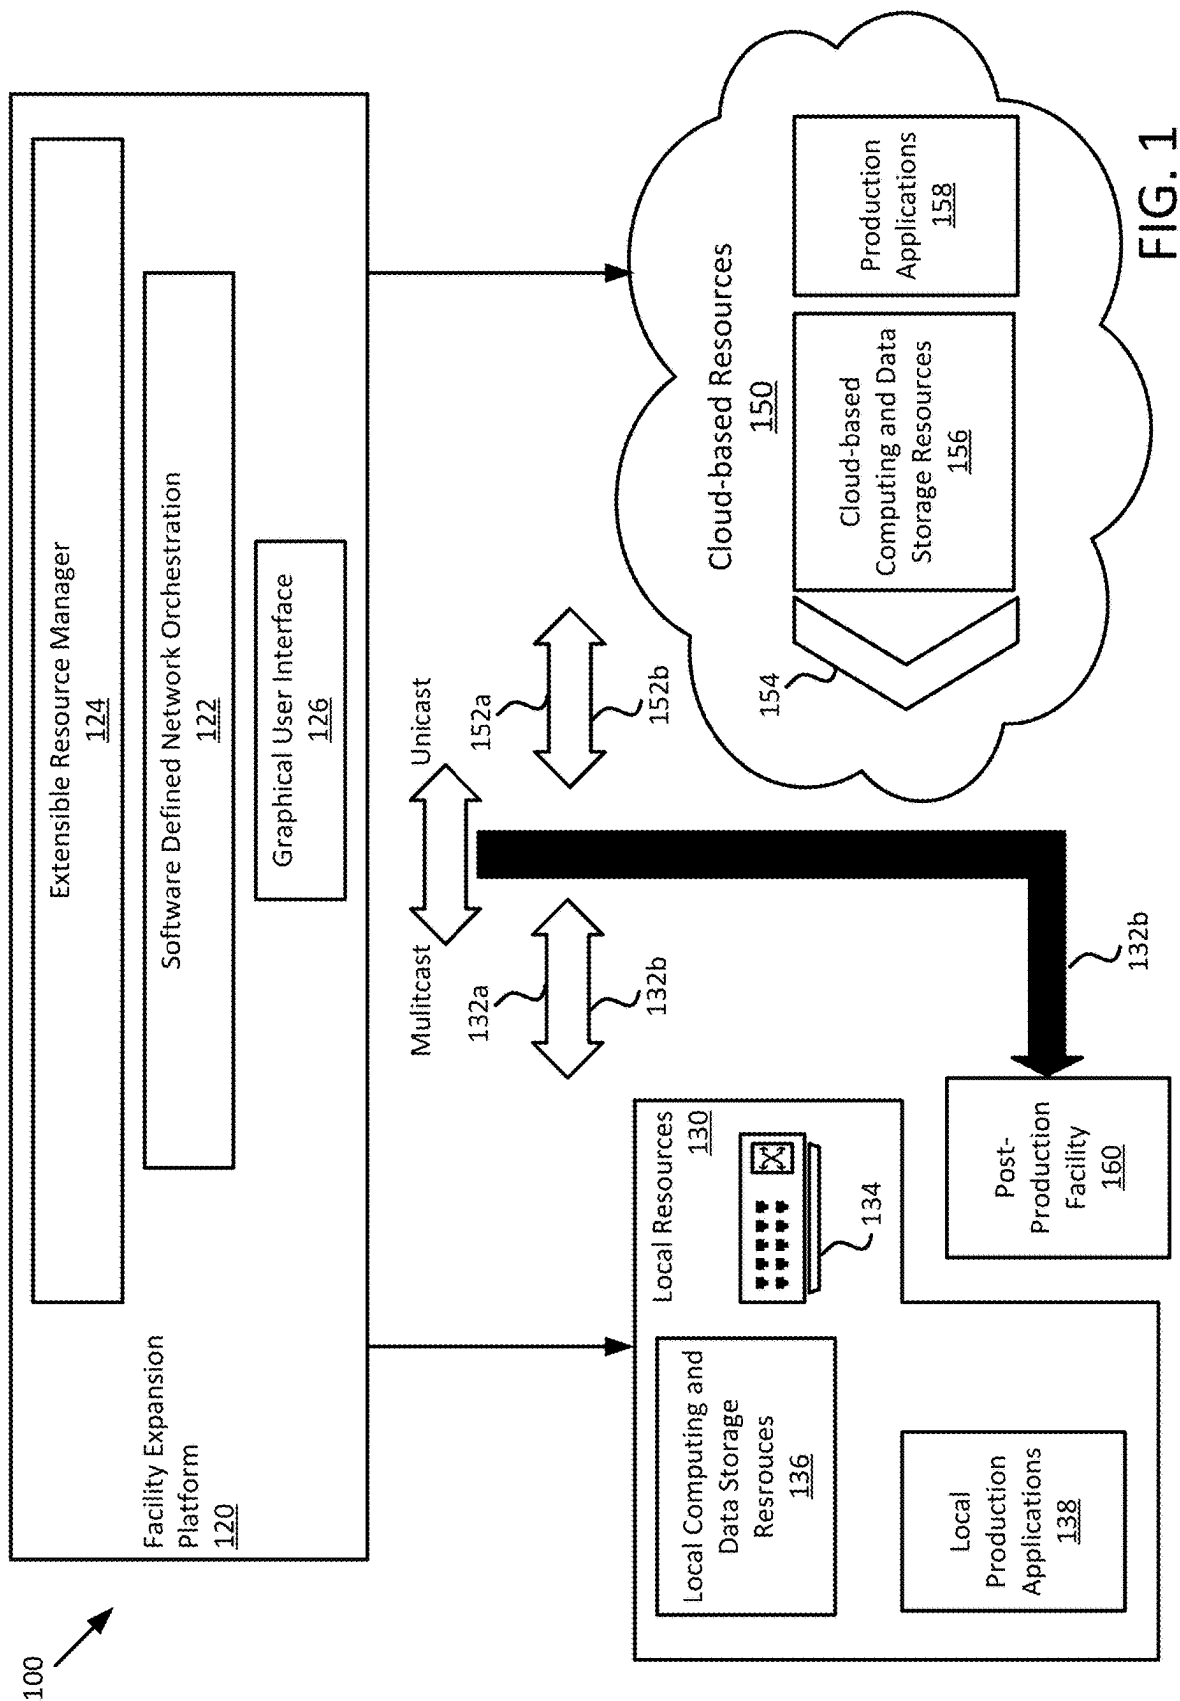 100
Facility Expansion
Platform
120
Extensible Resource Manager
124
Software Defined Network Orchestration
122
Graphical User Interface
126
Mulitcast
Unicast
132a
132b
152a
152b
Local Resources
130
Local Computing and
Data Storage
Resrouces
136
134
Local
Production
Applications
138
Post-
Production
Facility
160
132b
Cloud-based Resources
150
154
Cloud-based
Computing and Data
Storage Resources
156
Production
Applications
158
FIG. 1